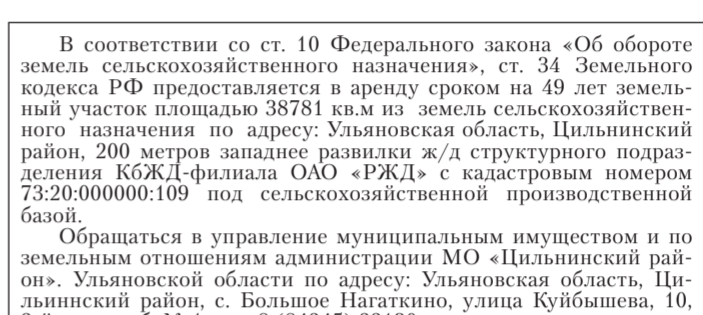 В соответствии со ст. 10 Федерального закона «Об обороте
земель сельскохозяйственного назначения», ст. 34 Земельного
кодекса РФ предоставляется в аренду сроком на 49 лет земель-
ный участок площадью 38781 кв.м из земель сельскохозяйствен-
ного назначения по адресу: Ульяновская область, Цильнинский
район, 200 метров западнее развилки ж/д структурного подраз-
деления КбЖД-филиала ОАО «РЖД» с кадастровым номером
73:20:000000:109 под сельскохозяйственной производственной
базой.
Обращаться в управление муниципальным имуществом и по
земельным отношениям администрации МО «Цильнинский рай-
он». Ульяновской области по адресу: Ульяновская область, Ци-
льиннский район, с. Большое Нагаткино, улица Куйбышева, 10,